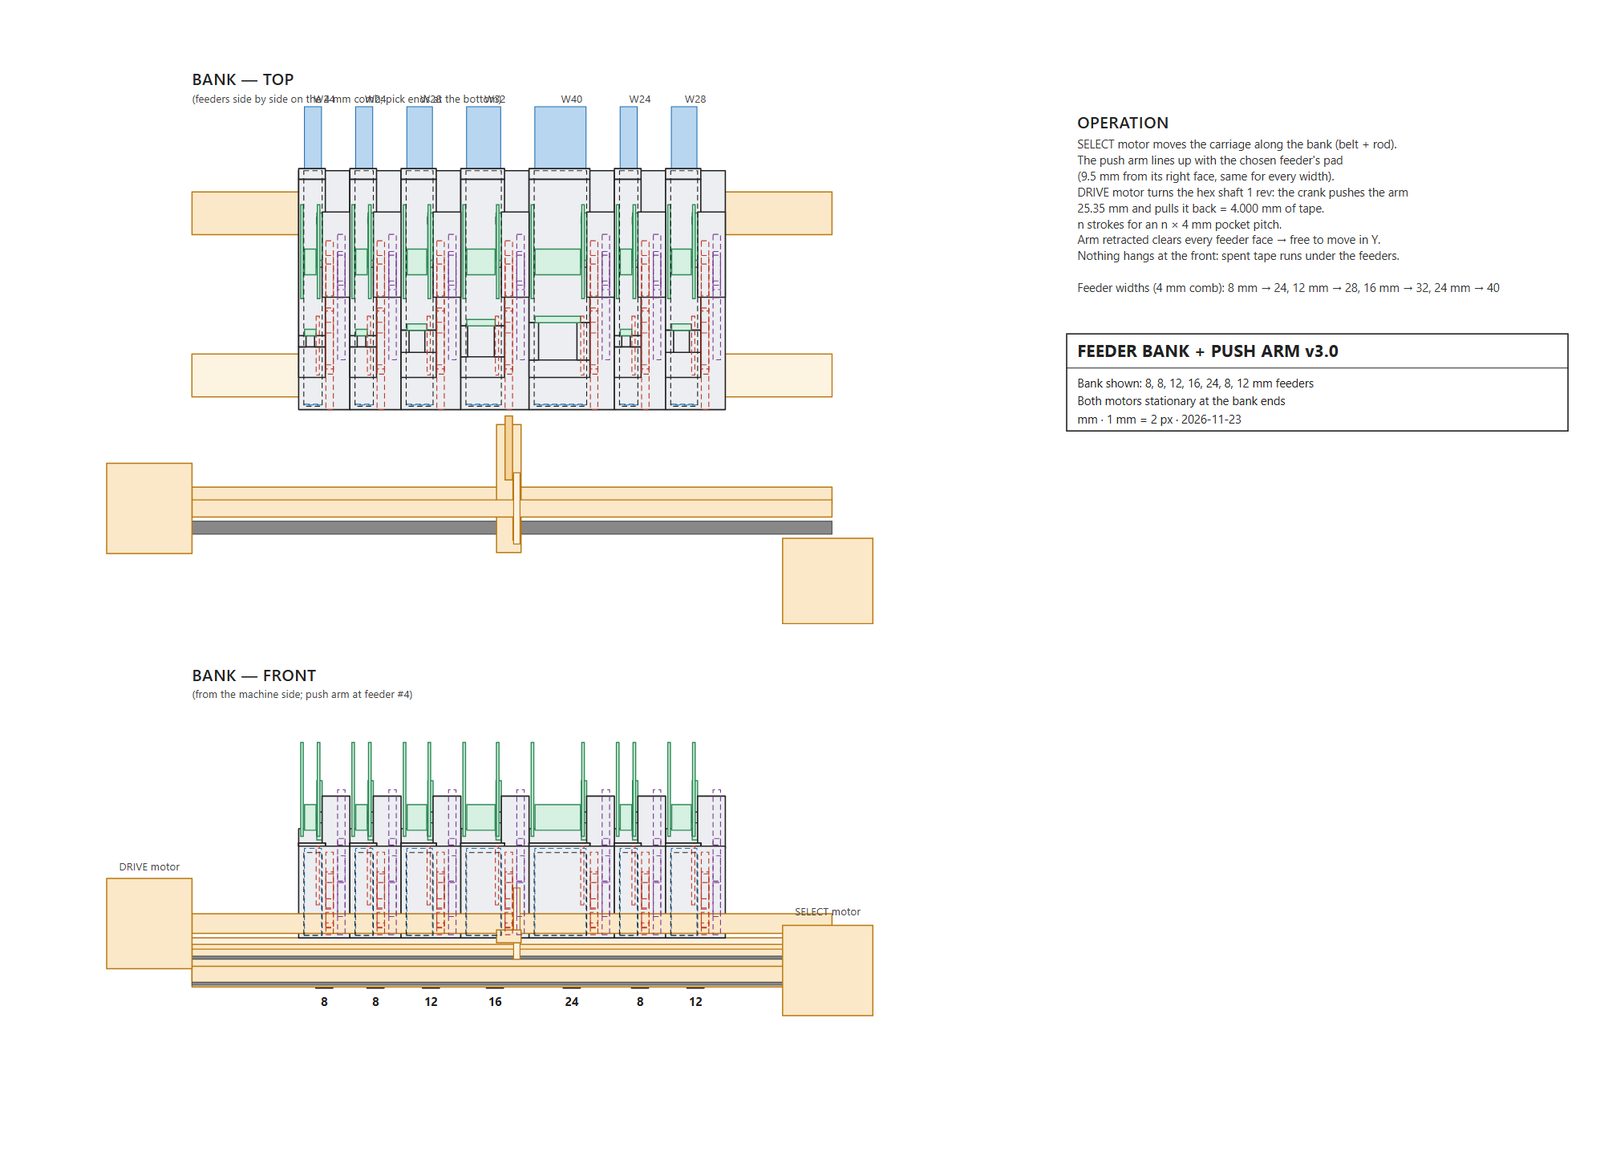 BANK — TOP
(feeders side by side on the 4 mm comb; pick ends at the bottom)
W24 W24 W28 W32 W40 W24 W28
OPERATION
SELECT motor moves the carriage along the bank (belt + rod).
The push arm lines up with the chosen feeder's pad
(9.5 mm from its right face, same for every width).
DRIVE motor turns the hex shaft 1 rev: the crank pushes the arm
25.35 mm and pulls it back = 4.000 mm of tape.
n strokes for an n × 4 mm pocket pitch.
Arm retracted clears every feeder face → free to move in Y.
Nothing hangs at the front: spent tape runs under the feeders.
Feeder widths (4 mm comb): 8 mm → 24, 12 mm → 28, 16 mm → 32, 24 mm → 40
FEEDER BANK + PUSH ARM v3.0
Bank shown: 8, 8, 12, 16, 24, 8, 12 mm feeders
Both motors stationary at the bank ends
mm · 1 mm = 2 px · 2026-11-23
BANK — FRONT
(from the machine side; push arm at feeder #4)
DRIVE motor
SELECT motor
8 8 12 16 24 8 12